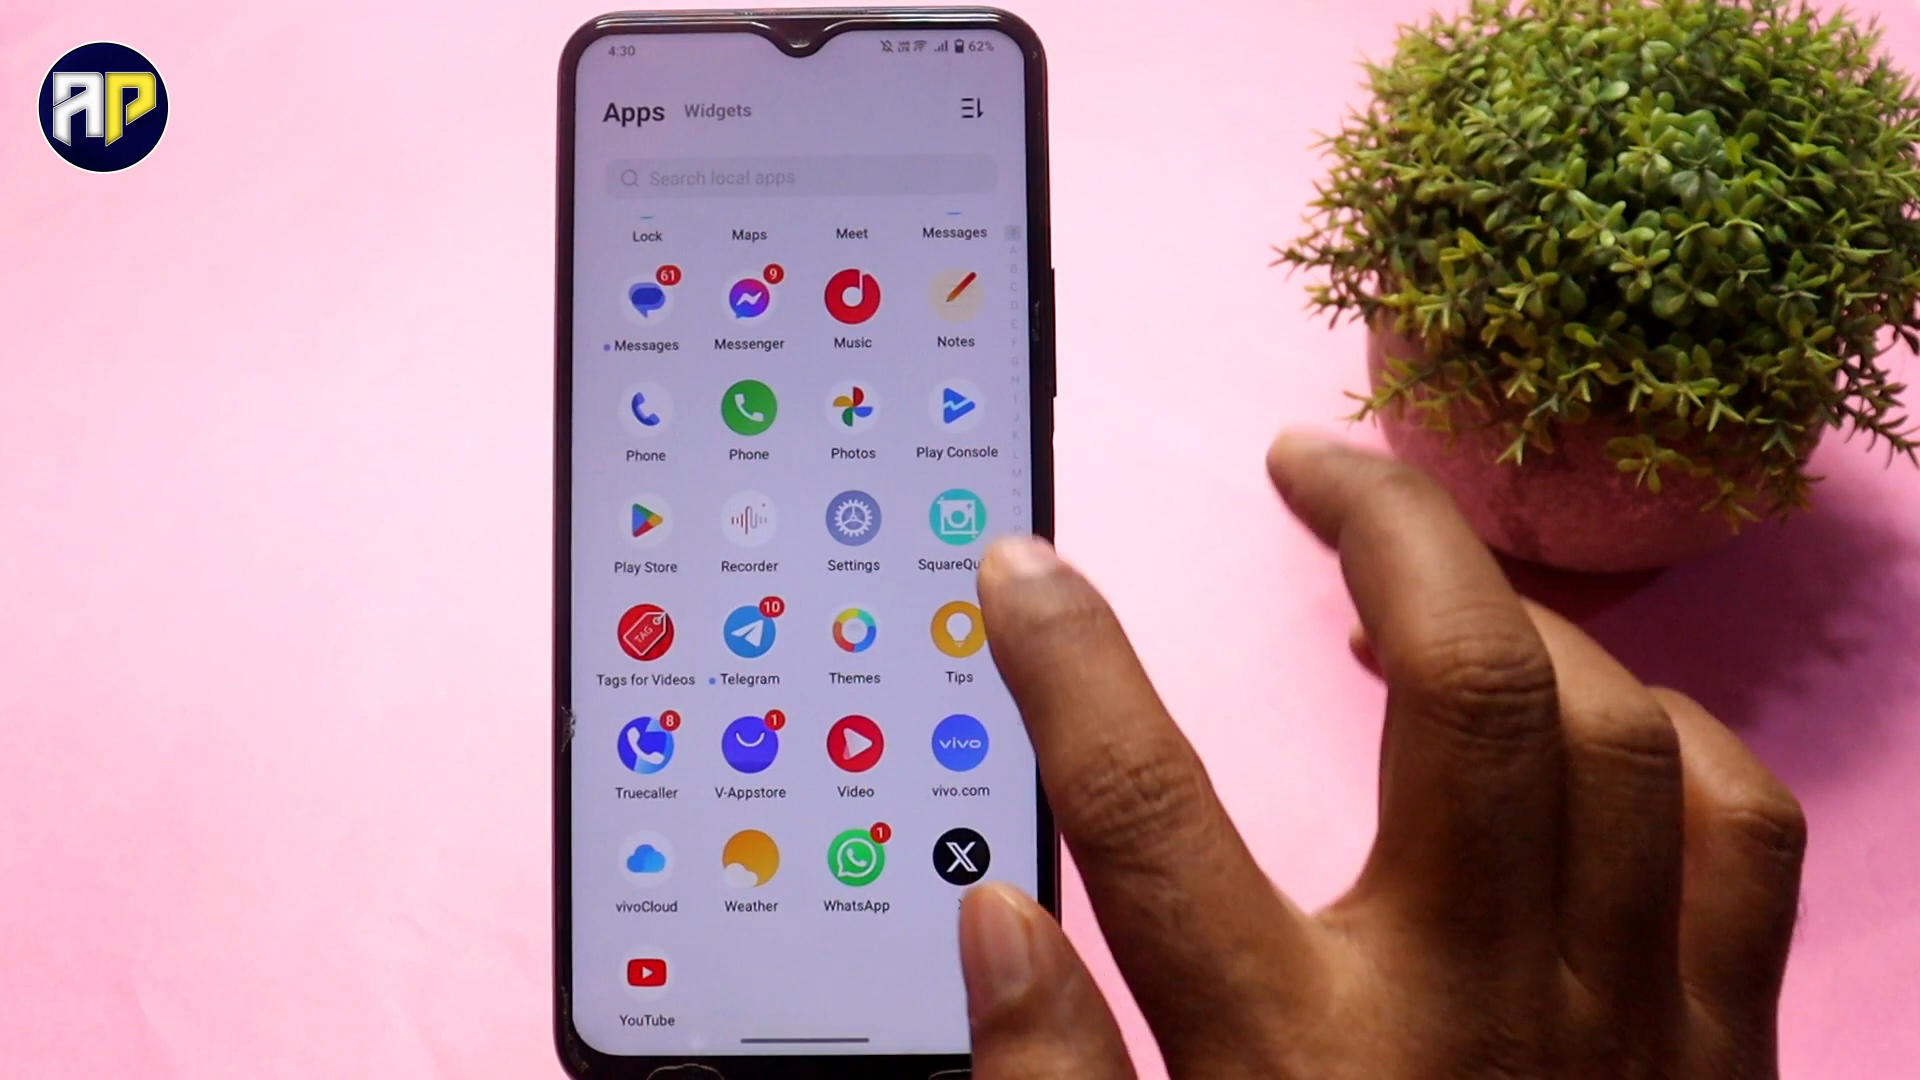 AP
4:30
62%
Apps Widgets
Search local apps
Lock Maps Meet Messages
61 9
Messages Messenger Music Notes
Phone Phone Photos Play Console
Play Store Recorder Settings
TAG 10
Tags for Videos Telegram Themes Tips
8 1 vivo
Truecaller V-Appstore Video vivo.com
1 X
vivoCloud Weather WhatsApp
YouTube